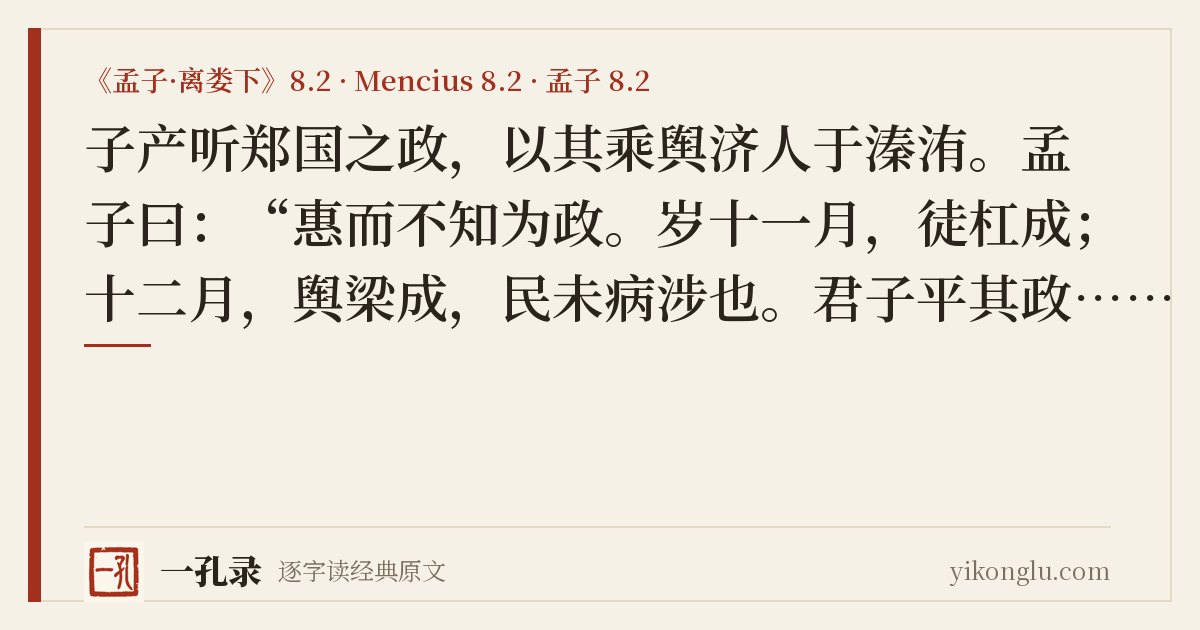 《孟子·离娄下》8.2 · Mencius 8.2 · 孟子 8.2
子产听郑国之政，以其乘舆济人于溱洧。孟
子曰：“惠而不知为政。岁十一月，徒杠成；
十二月，舆梁成，民未病涉也。君子平其政……
一孔
一孔录 逐字读经典原文 yikonglu.com